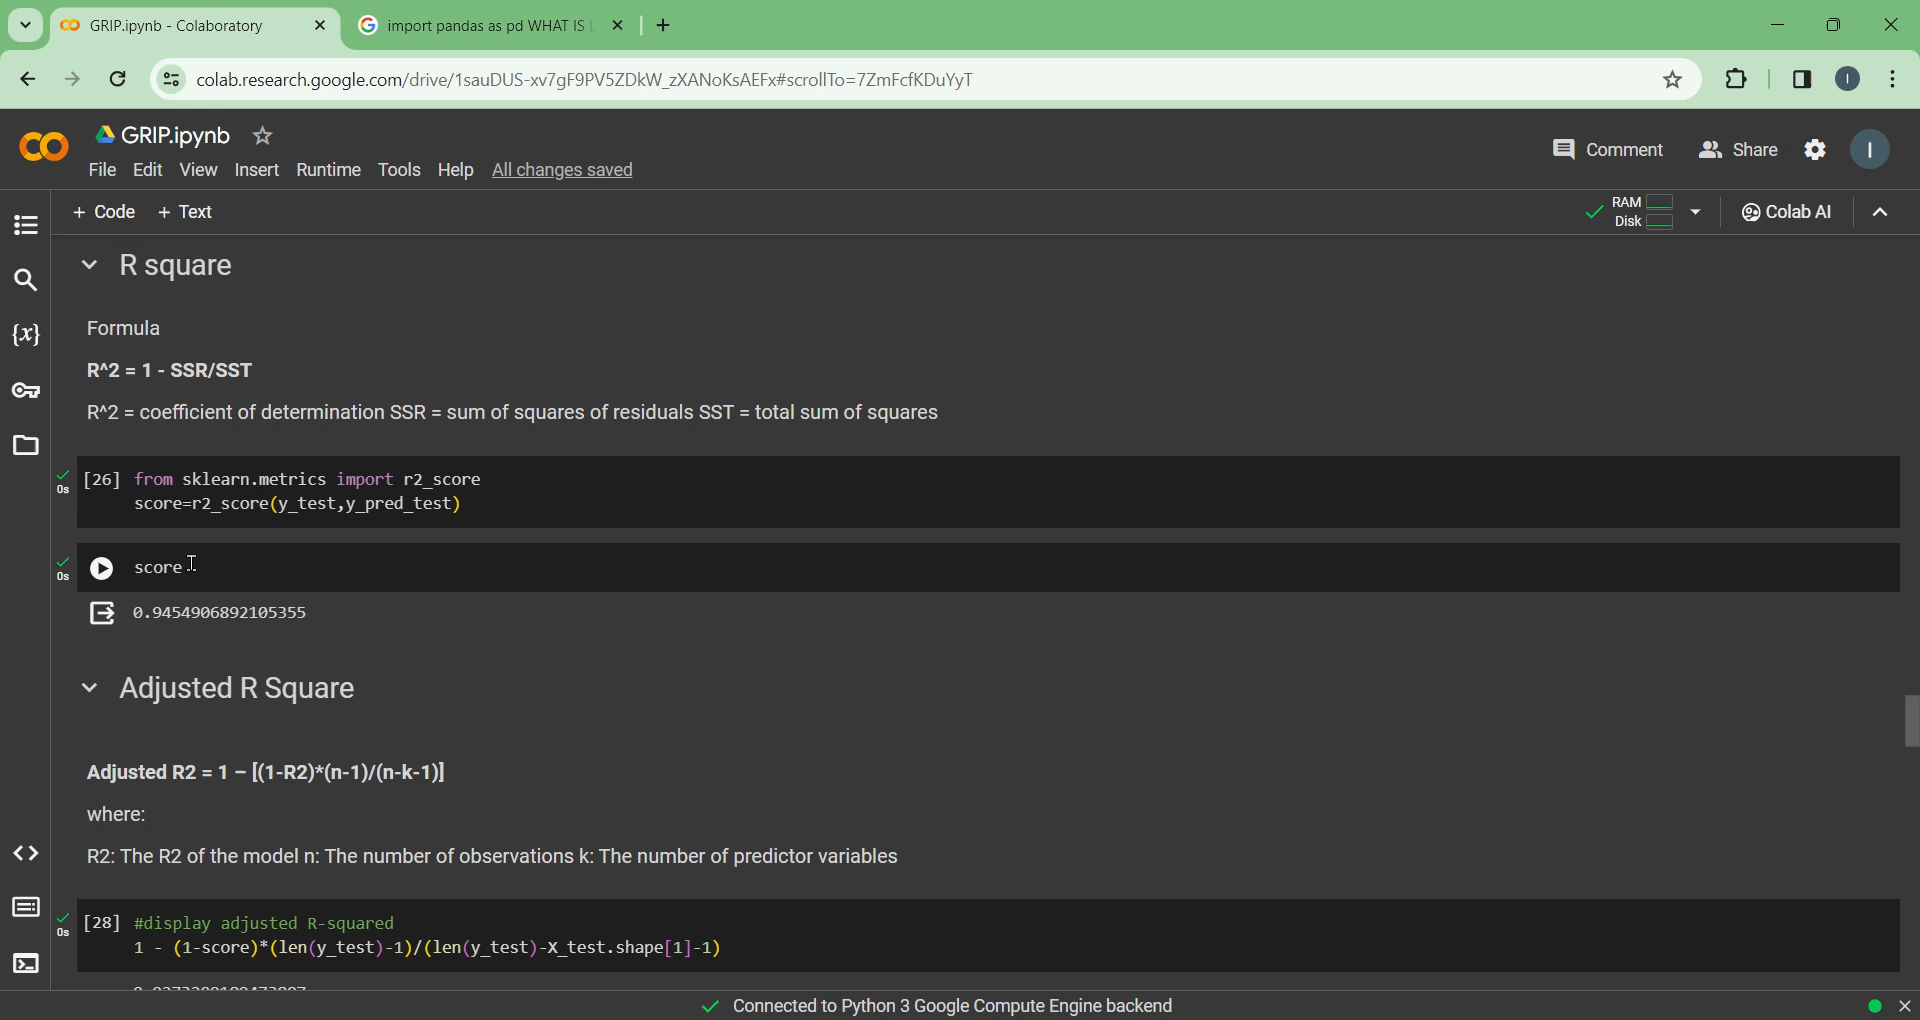 GRIP.ipynb - Colaboratory
import pandas as pd WHAT IS
colab.research.google.com/drive/1sauDUS-xv7gF9PV5ZDkW_zXANoKsAEFx#scrollTo=7ZmFcfKDuYyT
GRIP.ipynb
Comment
Share
I
File Edit View Insert Runtime Tools Help All changes saved
+ Code + Text
RAM
Disk
Colab AI
R square
Formula
R^2 = 1 - SSR/SST
R^2 = coefficient of determination SSR = sum of squares of residuals SST = total sum of squares
[26] from sklearn.metrics import r2_score
0s
score=r2_score(y_test,y_pred_test)
score
0s
0.9454906892105355
Adjusted R Square
Adjusted R2 = 1 – [(1-R2)*(n-1)/(n-k-1)]
where:
R2: The R2 of the model n: The number of observations k: The number of predictor variables
[28] #display adjusted R-squared
0s
1 - (1-score)*(len(y_test)-1)/(len(y_test)-X_test.shape[1]-1)
Connected to Python 3 Google Compute Engine backend